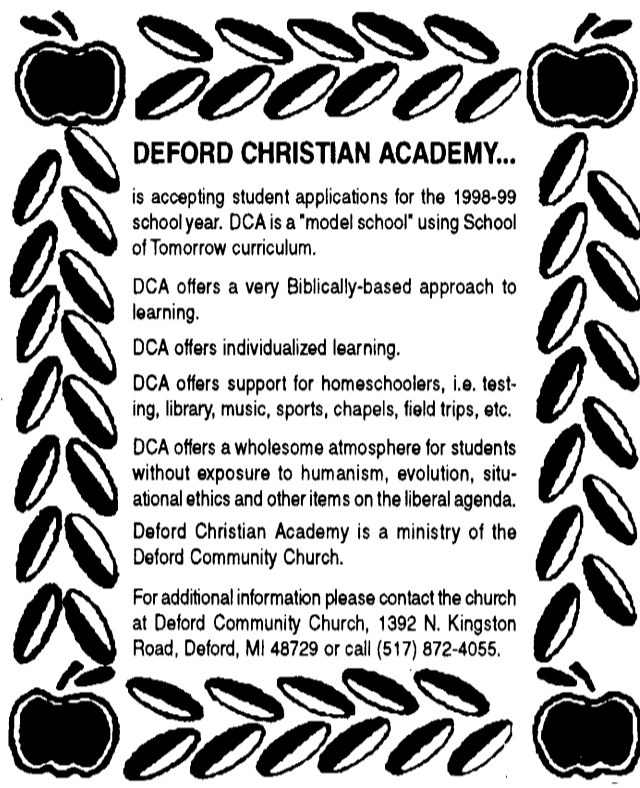 DEFORD CHRISTIAN ACADEMY...
is accepting student applications for the 1998-99
school year. DCA is a "model school" using School
of Tomorrow curriculum.
DCA offers a very Biblically-based approach to
learning.
DCA offers individualized learning.
DCA offers support for homeschoolers, i.e. test-
ing, library, music, sports, chapels, field trips, etc.
DCA offers a wholesome atmosphere for students
without exposure to humanism, evolution, situ-
ational ethics and other items on the liberal agenda.
Deford Christian Academy is a ministry of the
Deford Community Church.
For additional information please contact the church
at Deford Community Church, 1392 N. Kingston
Road, Deford, MI 48729 or call (517) 872-4055.